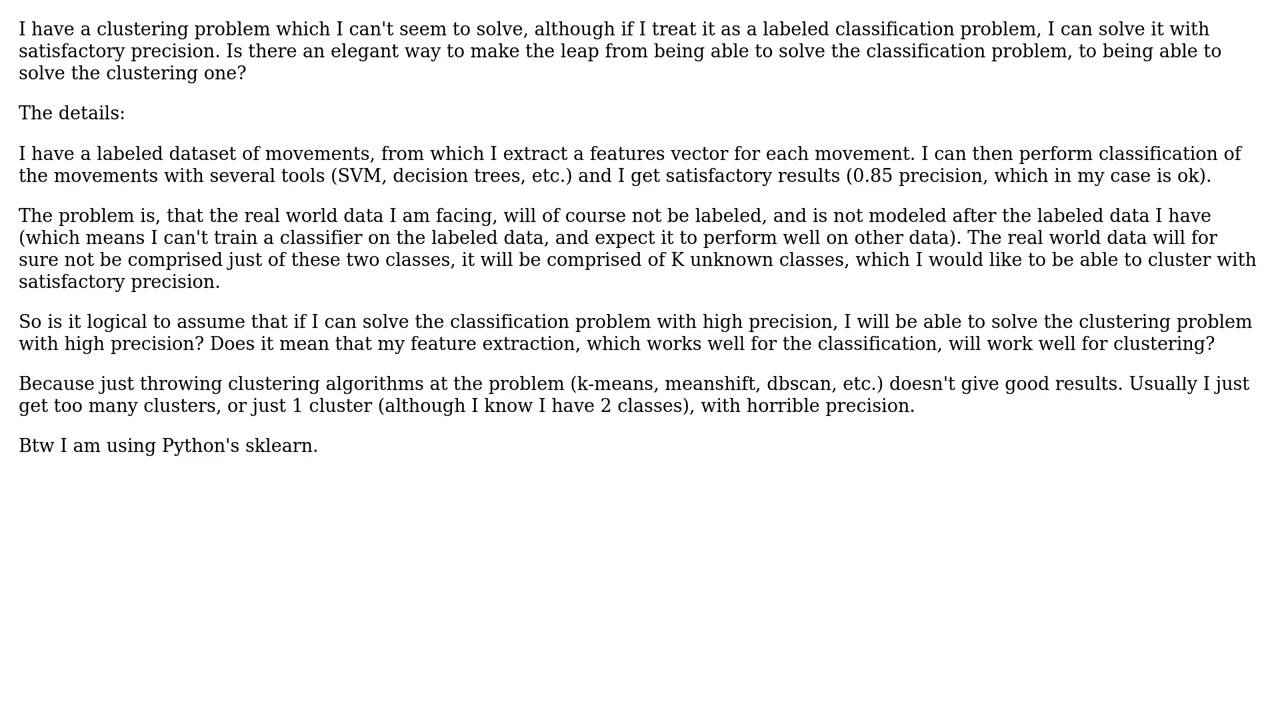 I have a clustering problem which I can't seem to solve, although if I treat it as a labeled classification problem, I can solve it with
satisfactory precision. Is there an elegant way to make the leap from being able to solve the classification problem, to being able to
solve the clustering one?
The details:
I have a labeled dataset of movements, from which I extract a features vector for each movement. I can then perform classification of
the movements with several tools (SVM, decision trees, etc.) and I get satisfactory results (0.85 precision, which in my case is ok).
The problem is, that the real world data I am facing, will of course not be labeled, and is not modeled after the labeled data I have
(which means I can't train a classifier on the labeled data, and expect it to perform well on other data). The real world data will for
sure not be comprised just of these two classes, it will be comprised of K unknown classes, which I would like to be able to cluster with
satisfactory precision.
So is it logical to assume that if I can solve the classification problem with high precision, I will be able to solve the clustering problem
with high precision? Does it mean that my feature extraction, which works well for the classification, will work well for clustering?
Because just throwing clustering algorithms at the problem (k-means, meanshift, dbscan, etc.) doesn't give good results. Usually I just
get too many clusters, or just 1 cluster (although I know I have 2 classes), with horrible precision.
Btw I am using Python's sklearn.